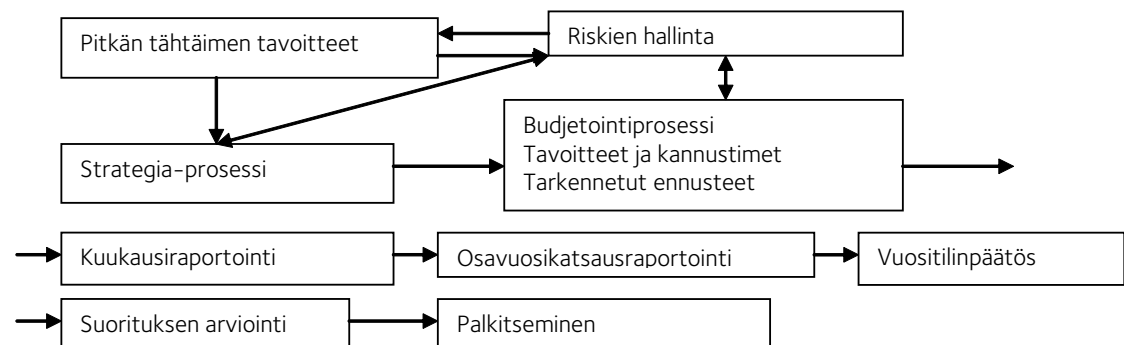 Pitkän tähtäimen tavoitteet
Riskien hallinta
Strategia-prosessi
Budjetointiprosessi
Tavoitteet ja kannustimet
Tarkennetut ennusteet
Kuukausiraportointi
Osavuosikatsausraportointi
Vuositilinpäätös
Suorituksen arviointi
Palkitseminen